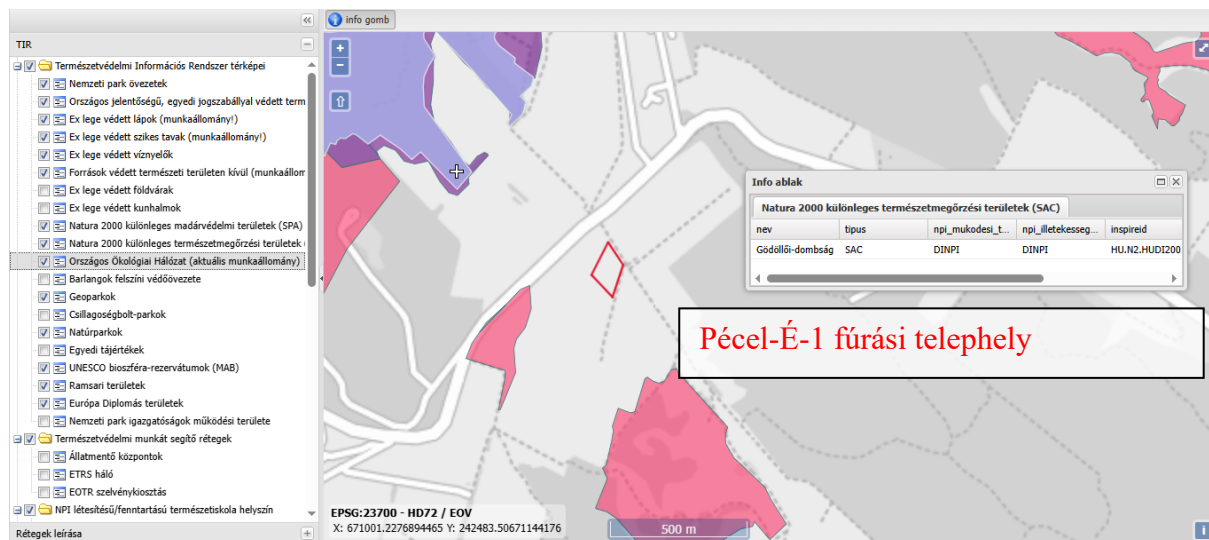 info gomb
TIR
Természetvédelmi Információs Rendszer térképei
Nemzeti park övezetek
Országos jelentőségű, egyedi jogszabállyal védett term
Ex lege védett lápok (munkaállomány!)
Ex lege védett szikes tavak (munkaállomány!)
Ex lege védett víznyelők
Források védett természeti területen kívül (munkaállom
Ex lege védett földvárak
Ex lege védett kunhalmok
Natura 2000 különleges madárvédelmi területek (SPA)
Natura 2000 különleges természetmegőrzési területek (
Országos Ökológiai Hálózat (aktuális munkaállomány)
Barlangok felszíni védőövezete
Geoparkok
Csillagoségbolt-parkok
Natúrparkok
Egyedi tájértékek
UNESCO bioszféra-rezervátumok (MAB)
Ramsari területek
Európa Diplomás területek
Nemzeti park igazgatóságok működési területe
Természetvédelmi munkát segítő rétegek
Állatmentő központok
ETRS háló
EOTR szelvénykiosztás
NPI létesítésű/fenntartású természetiskola helyszín
Rétegek leírása
Info ablak
Natura 2000 különleges természetmegőrzési területek (SAC)
nev tipus npi_mukodesi_t... npi_illetekesseg... inspireid
Gödöllői-dombság SAC DINPI DINPI HU.N2.HUDI200
Pécel-É-1 fúrási telephely
EPSG:23700 - HD72 / EOV
X: 671001.2276894465 Y: 242483.50671144176
500 m